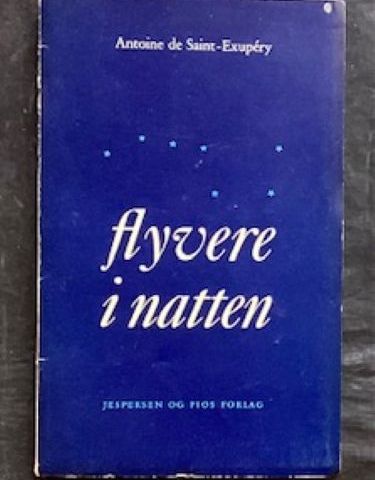 Antoine de Saint-Exupéry
flyvere
i natten
JESPERSEN OG PIOS FORLAG